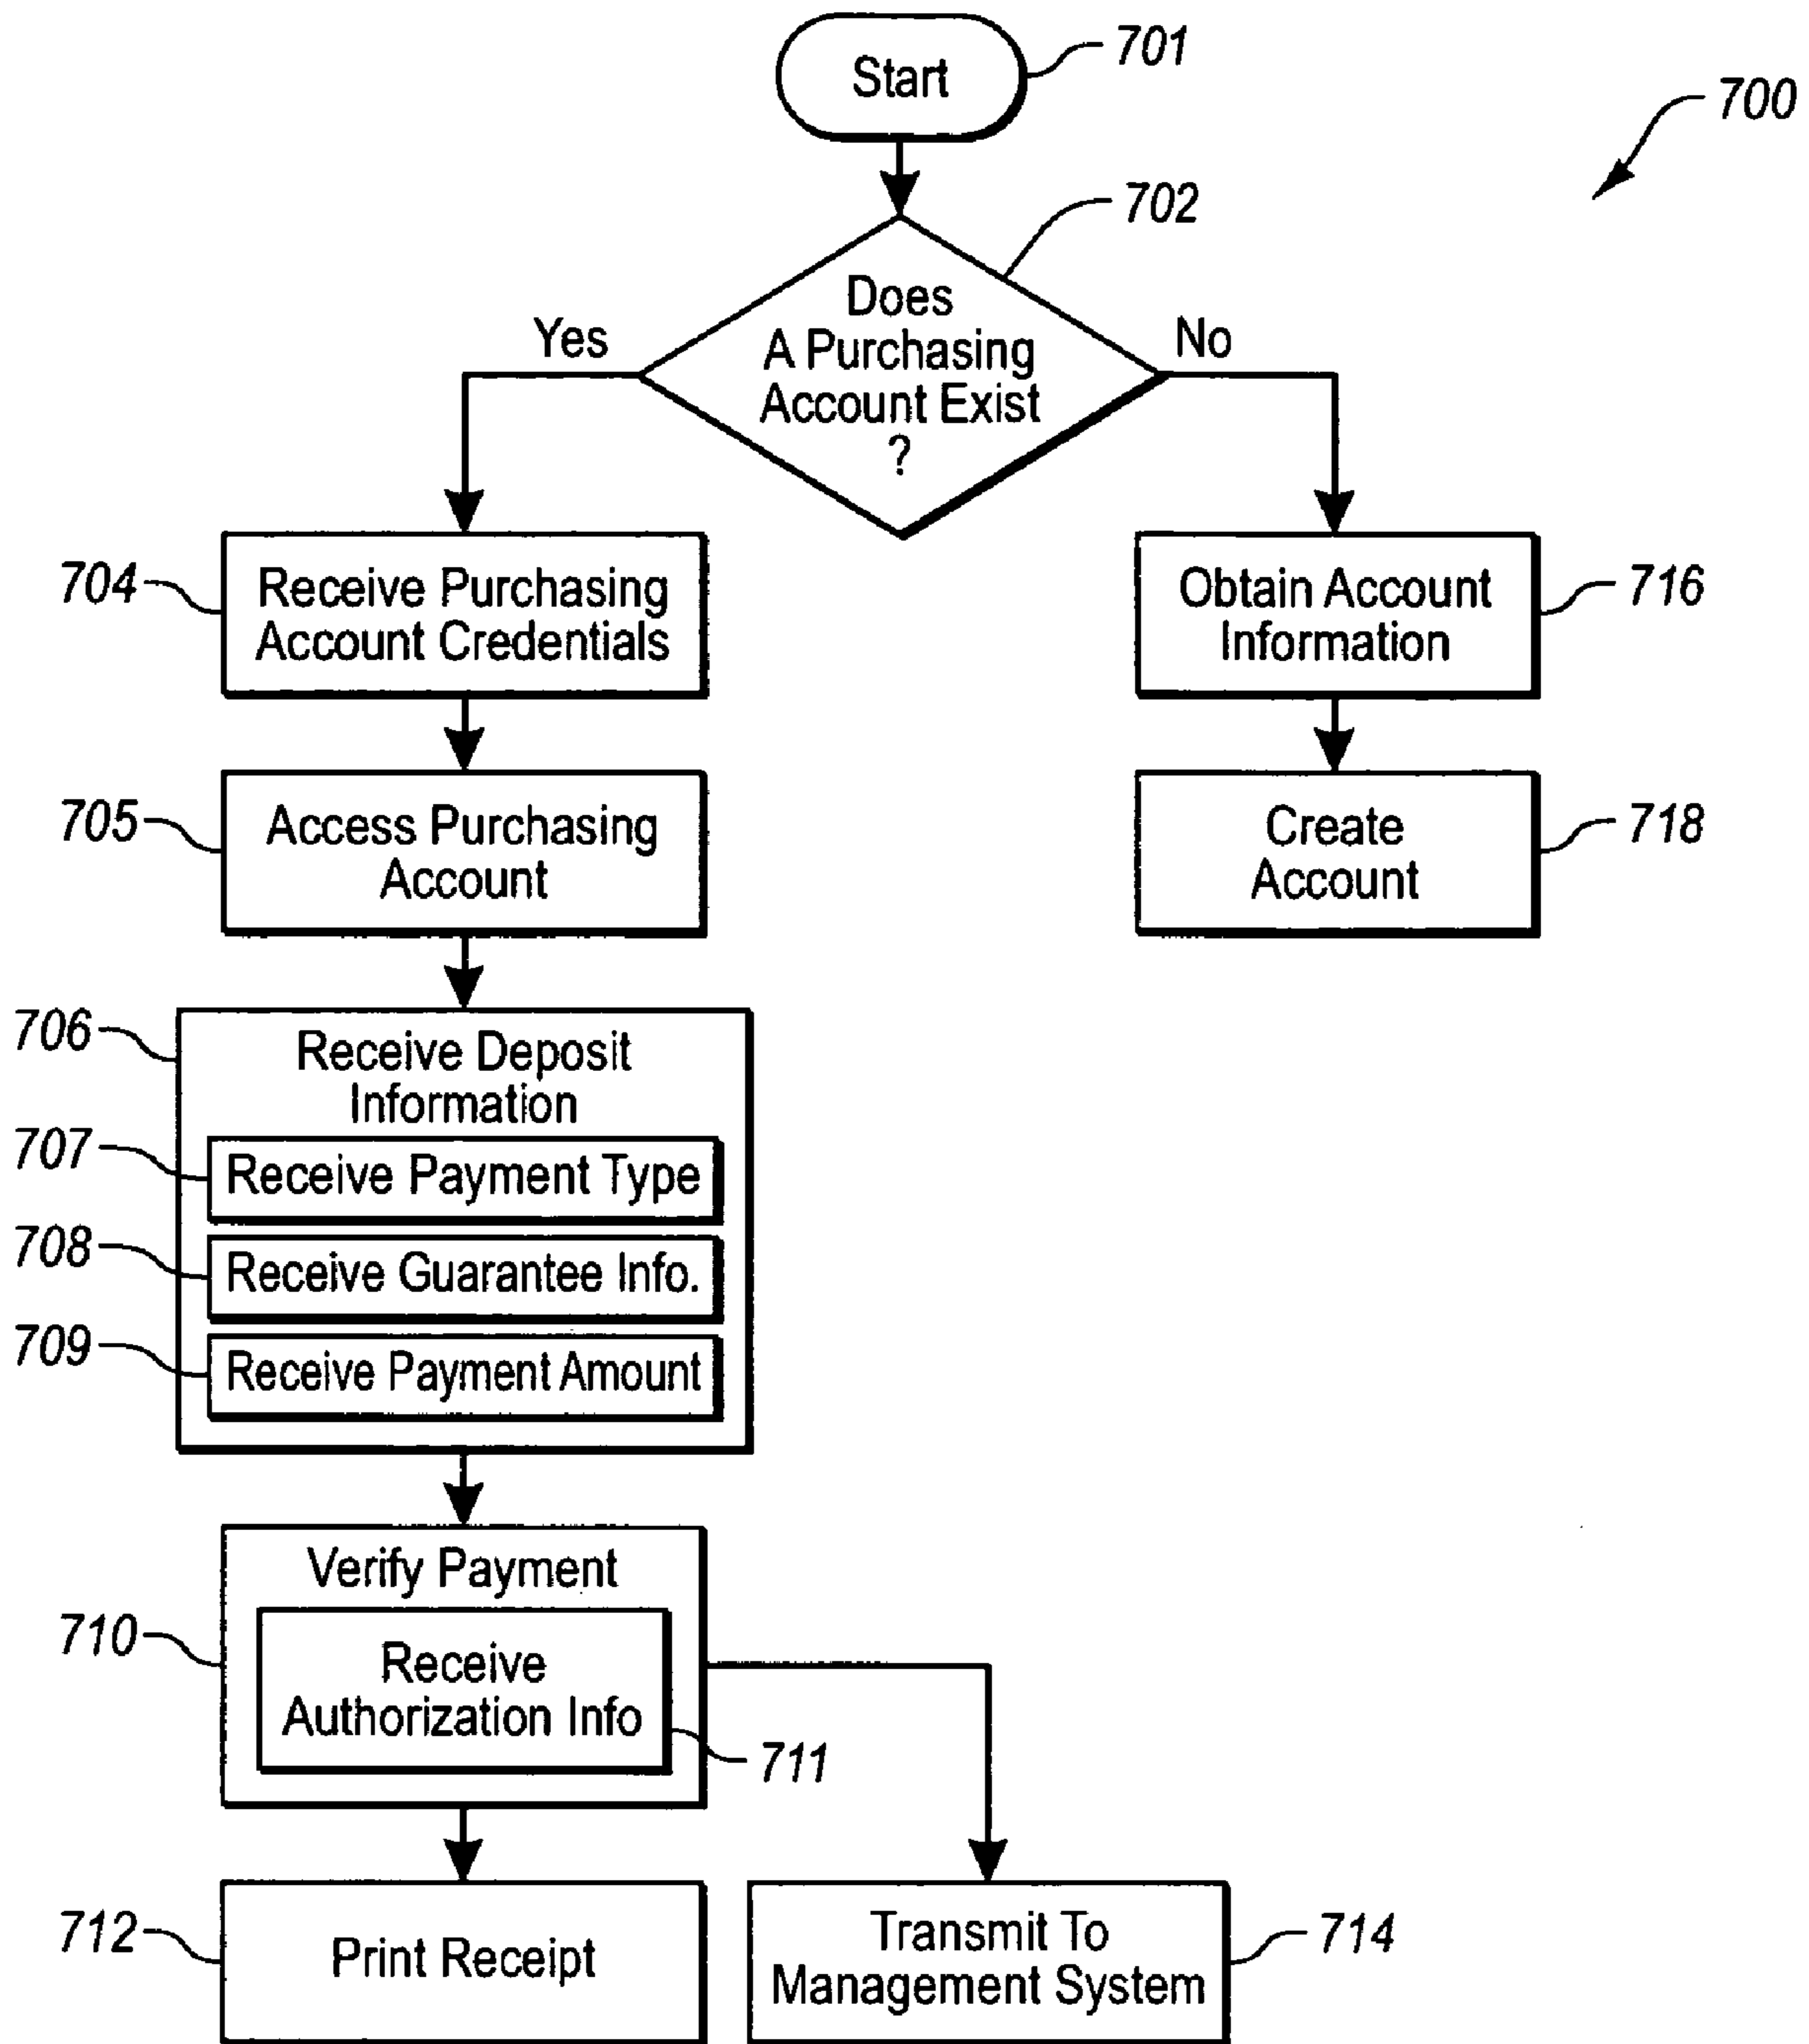 Start
701
700
702
Does
A Purchasing
Account Exist
?
Yes
No
704
Receive Purchasing
Account Credentials
Obtain Account
Information
716
705
Access Purchasing
Account
Create
Account
718
706
Receive Deposit
Information
707
Receive Payment Type
708
Receive Guarantee Info.
709
Receive Payment Amount
Verify Payment
710
Receive
Authorization Info
711
712
Print Receipt
Transmit To
Management System
714